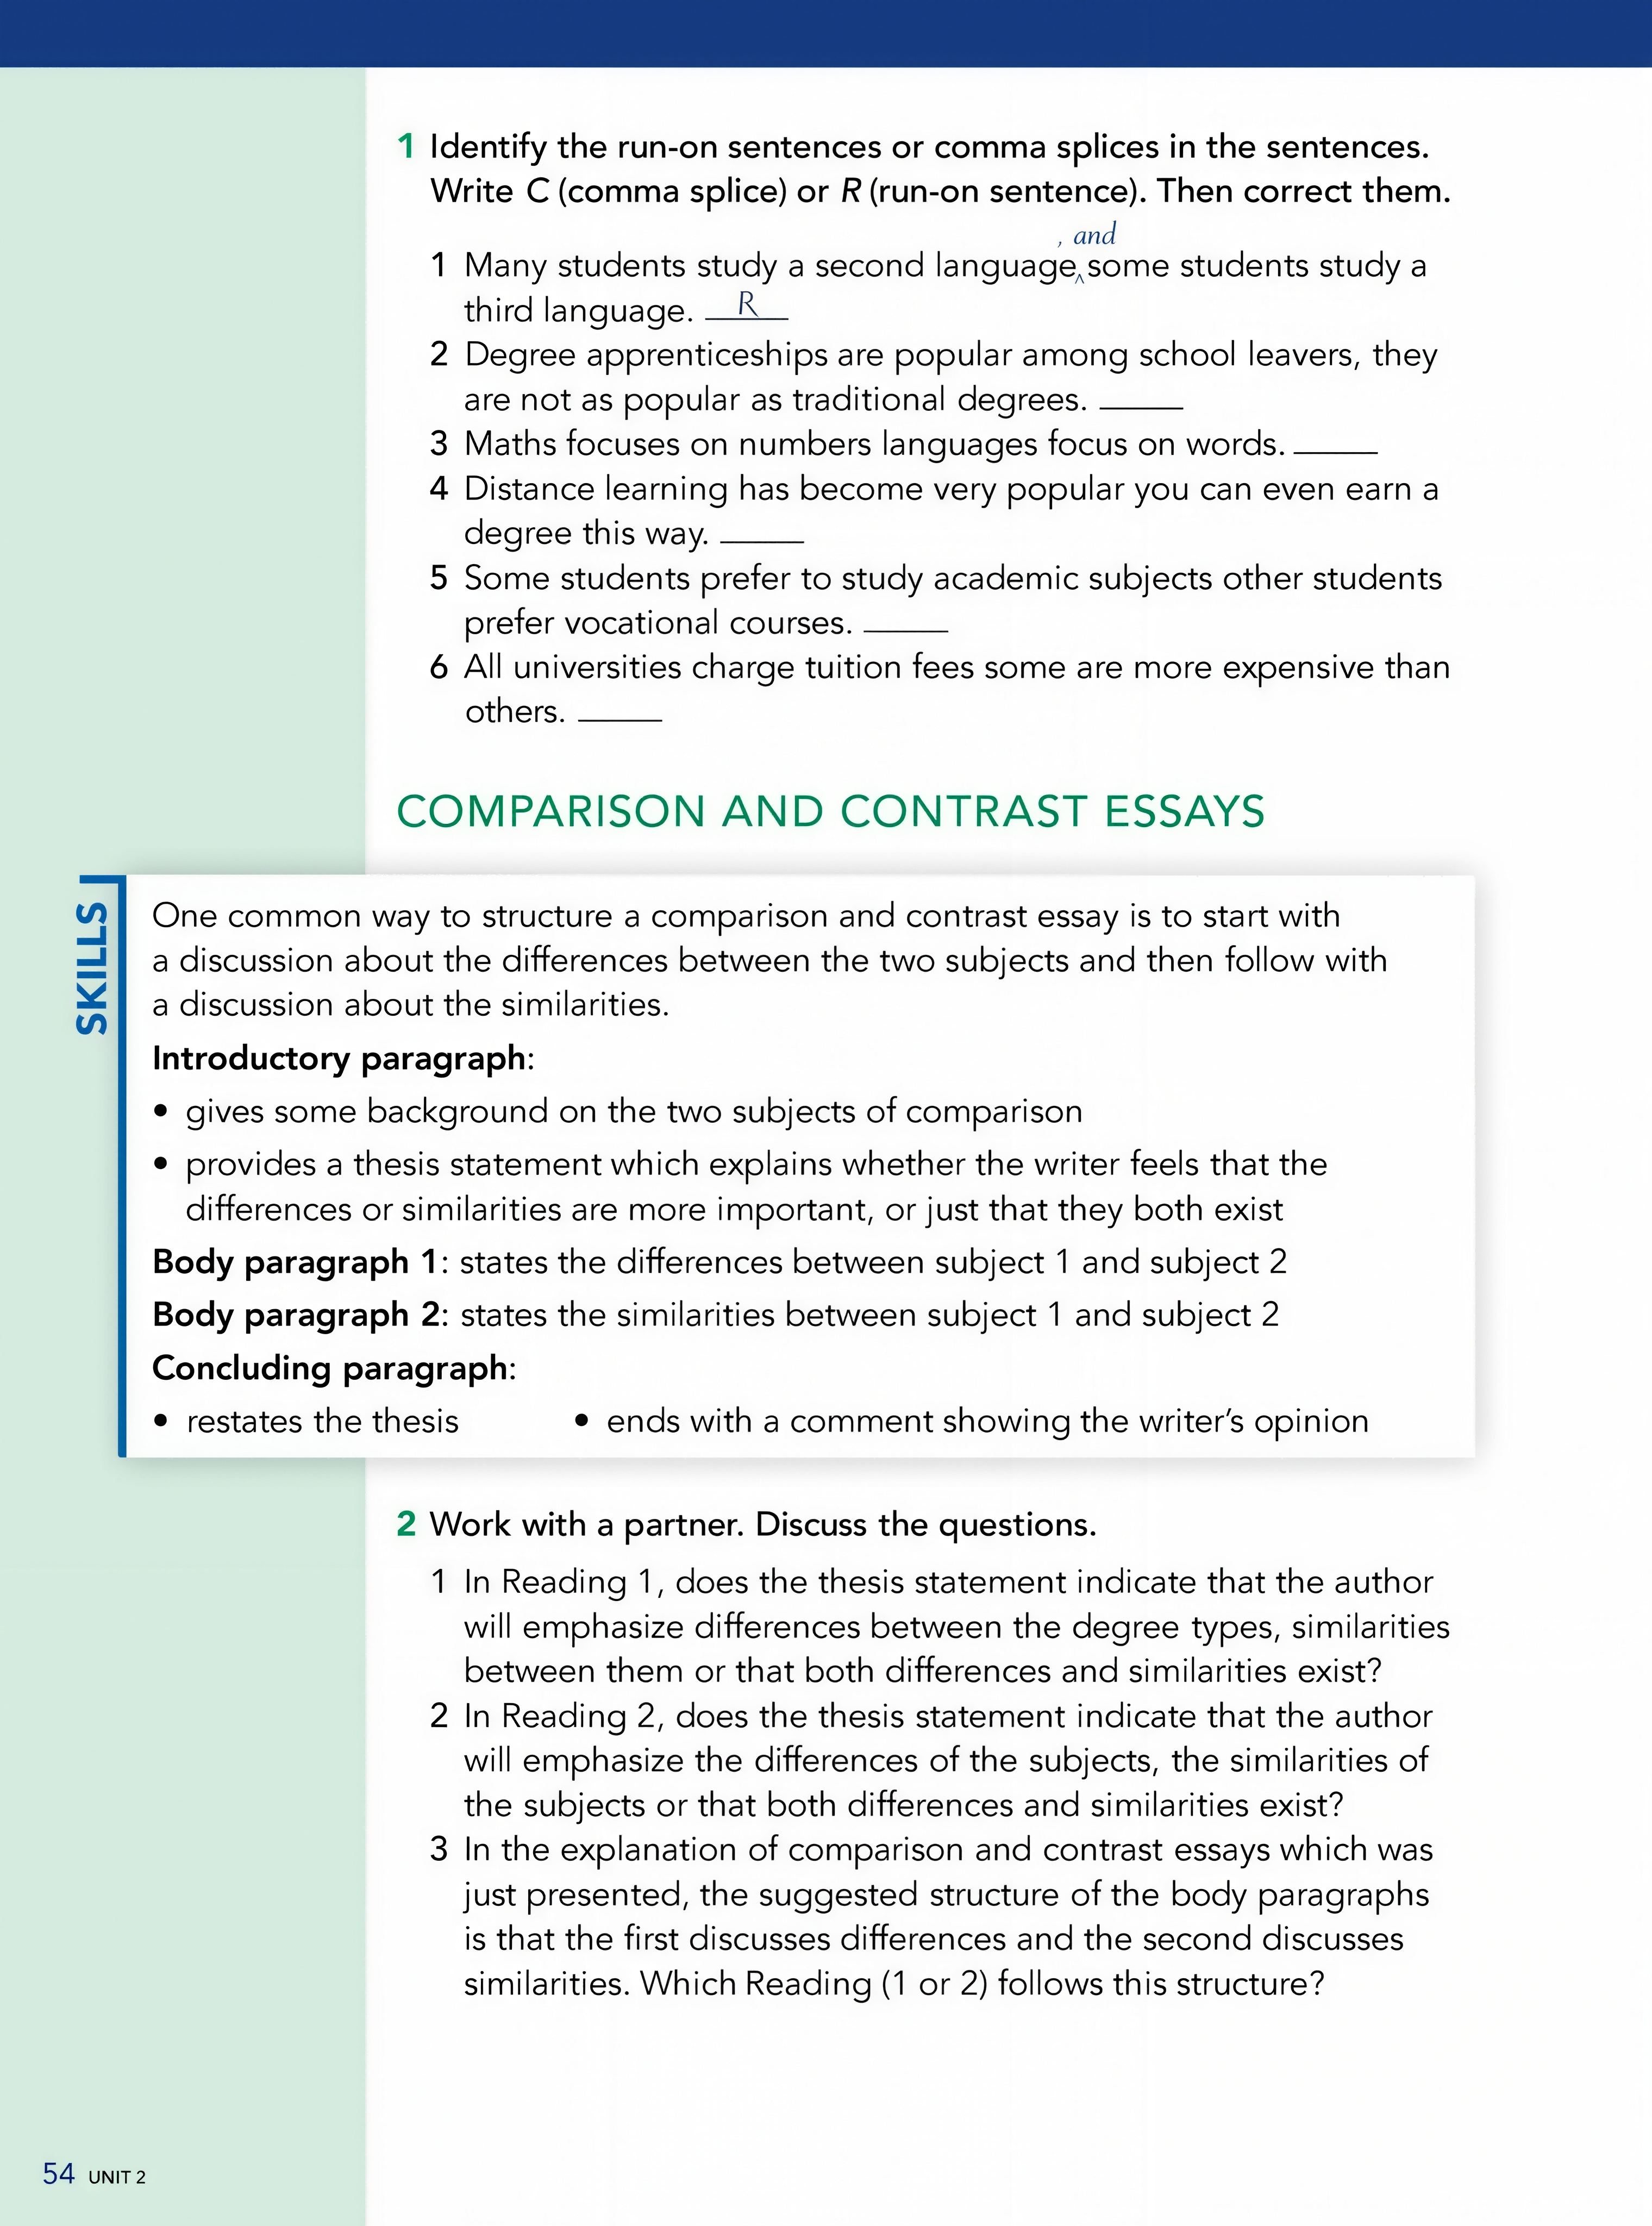 1 Identify the run-on sentences or comma splices in the sentences.
Write C (comma splice) or R (run-on sentence). Then correct them.
, and
1 Many students study a second language^some students study a
third language. R
2 Degree apprenticeships are popular among school leavers, they
are not as popular as traditional degrees. ____
3 Maths focuses on numbers languages focus on words. ____
4 Distance learning has become very popular you can even earn a
degree this way. ____
5 Some students prefer to study academic subjects other students
prefer vocational courses. ____
6 All universities charge tuition fees some are more expensive than
others. ____
COMPARISON AND CONTRAST ESSAYS
SKILLS
One common way to structure a comparison and contrast essay is to start with
a discussion about the differences between the two subjects and then follow with
a discussion about the similarities.
Introductory paragraph:
• gives some background on the two subjects of comparison
• provides a thesis statement which explains whether the writer feels that the
differences or similarities are more important, or just that they both exist
Body paragraph 1: states the differences between subject 1 and subject 2
Body paragraph 2: states the similarities between subject 1 and subject 2
Concluding paragraph:
• restates the thesis • ends with a comment showing the writer's opinion
2 Work with a partner. Discuss the questions.
1 In Reading 1, does the thesis statement indicate that the author
will emphasize differences between the degree types, similarities
between them or that both differences and similarities exist?
2 In Reading 2, does the thesis statement indicate that the author
will emphasize the differences of the subjects, the similarities of
the subjects or that both differences and similarities exist?
3 In the explanation of comparison and contrast essays which was
just presented, the suggested structure of the body paragraphs
is that the first discusses differences and the second discusses
similarities. Which Reading (1 or 2) follows this structure?
54 UNIT 2